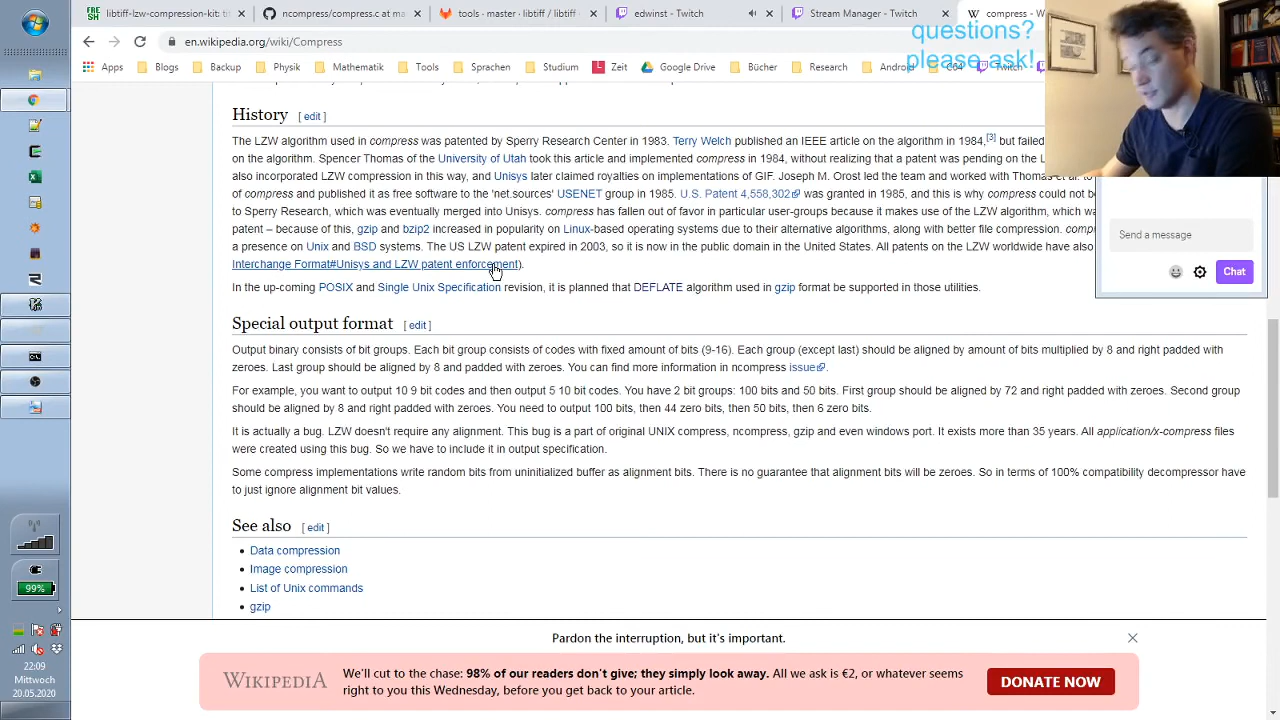 libtiff-lzw-compression-kit: t
ncompress/compress.c at m
tools · master · libtiff / libtiff
edwinst - Twitch
Stream Manager - Twitch
compress - W
en.wikipedia.org/wiki/Compress
questions?
please ask!
Apps
Blogs
Backup
Mathematik
Tools
Sprachen
Studium
Zeit
Google Drive
Bücher
Research
Android
C64
Twitch
History [ edit ]
The LZW algorithm used in compress was patented by Sperry Research Center in 1983. Terry Welch published an IEEE article on the algorithm in 1984,[3] but failed
on the algorithm. Spencer Thomas of the University of Utah took this article and implemented compress in 1984, without realizing that a patent was pending on the L
also incorporated LZW compression in this way, and Unisys later claimed royalties on implementations of GIF. Joseph M. Orost led the team and worked with Thomas et al. to
of compress and published it as free software to the 'net.sources' USENET group in 1985. U.S. Patent 4,558,302 was granted in 1985, and this is why compress could not be
to Sperry Research, which was eventually merged into Unisys. compress has fallen out of favor in particular user-groups because it makes use of the LZW algorithm, which wa
patent – because of this, gzip and bzip2 increased in popularity on Linux-based operating systems due to their alternative algorithms, along with better file compression. comp
a presence on Unix and BSD systems. The US LZW patent expired in 2003, so it is now in the public domain in the United States. All patents on the LZW worldwide have also
Interchange Format#Unisys and LZW patent enforcement).
In the up-coming POSIX and Single Unix Specification revision, it is planned that DEFLATE algorithm used in gzip format be supported in those utilities.
Send a message
Chat
Special output format [ edit ]
Output binary consists of bit groups. Each bit group consists of codes with fixed amount of bits (9-16). Each group (except last) should be aligned by amount of bits multiplied by 8 and right padded with
zeroes. Last group should be aligned by 8 and padded with zeroes. You can find more information in ncompress issue.
For example, you want to output 10 9 bit codes and then output 5 10 bit codes. You have 2 bit groups: 100 bits and 50 bits. First group should be aligned by 72 and right padded with zeroes. Second group
should be aligned by 8 and right padded with zeroes. You need to output 100 bits, then 44 zero bits, then 50 bits, then 6 zero bits.
It is actually a bug. LZW doesn't require any alignment. This bug is a part of original UNIX compress, ncompress, gzip and even windows port. It exists more than 35 years. All application/x-compress files
were created using this bug. So we have to include it in output specification.
Some compress implementations write random bits from uninitialized buffer as alignment bits. There is no guarantee that alignment bits will be zeroes. So in terms of 100% compatibility decompressor have
to just ignore alignment bit values.
See also [ edit ]
Data compression
Image compression
List of Unix commands
gzip
Pardon the interruption, but it's important.
WIKIPEDIA
We'll cut to the chase: 98% of our readers don't give; they simply look away. All we ask is €2, or whatever seems
right to you this Wednesday, before you get back to your article.
DONATE NOW
99%
22:09
Mittwoch
20.05.2020